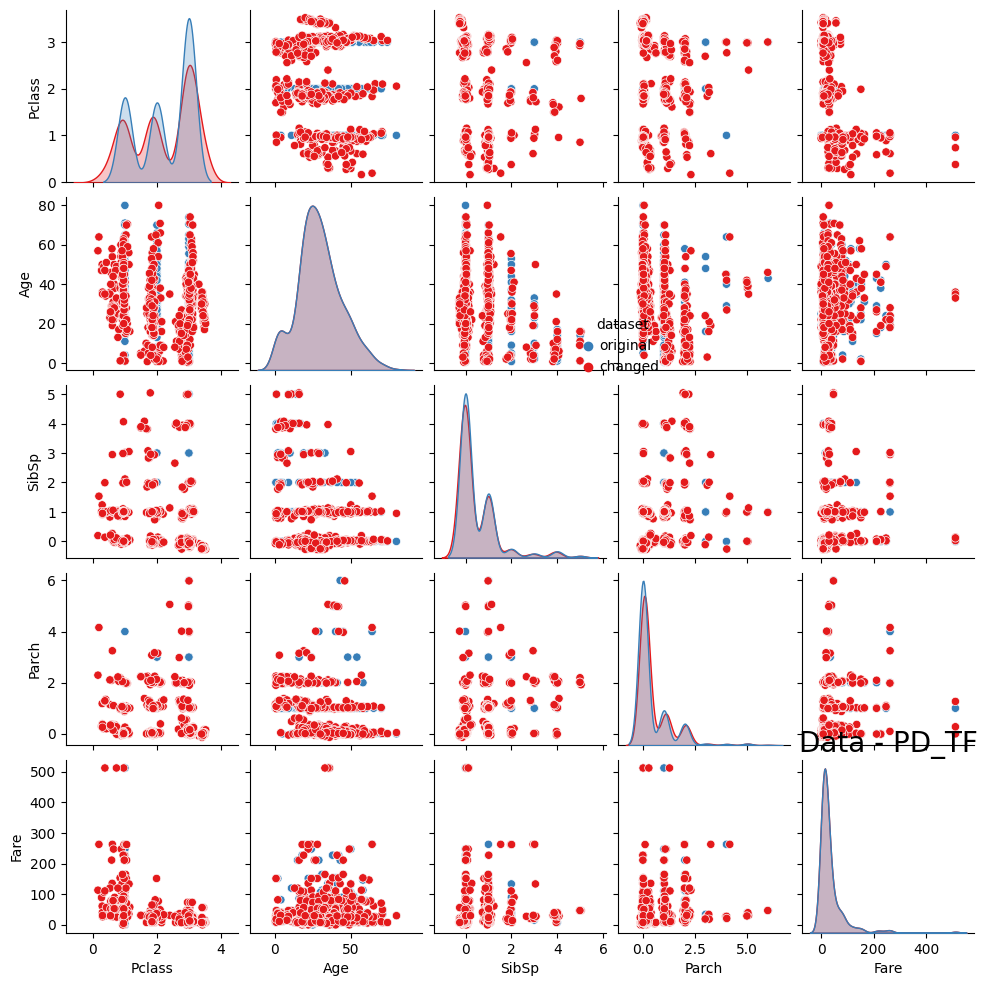 Pclass
3
2
1
0
Age
80
60
40
20
0
dataset
original
changed
SibSp
5
4
3
2
1
0
Parch
6
4
2
0
Data - PD_TF
Fare
500
400
300
200
100
0
0 2 4
0 50
0 2 4 6
0.0 2.5 5.0
0 200 400
Pclass Age SibSp Parch Fare